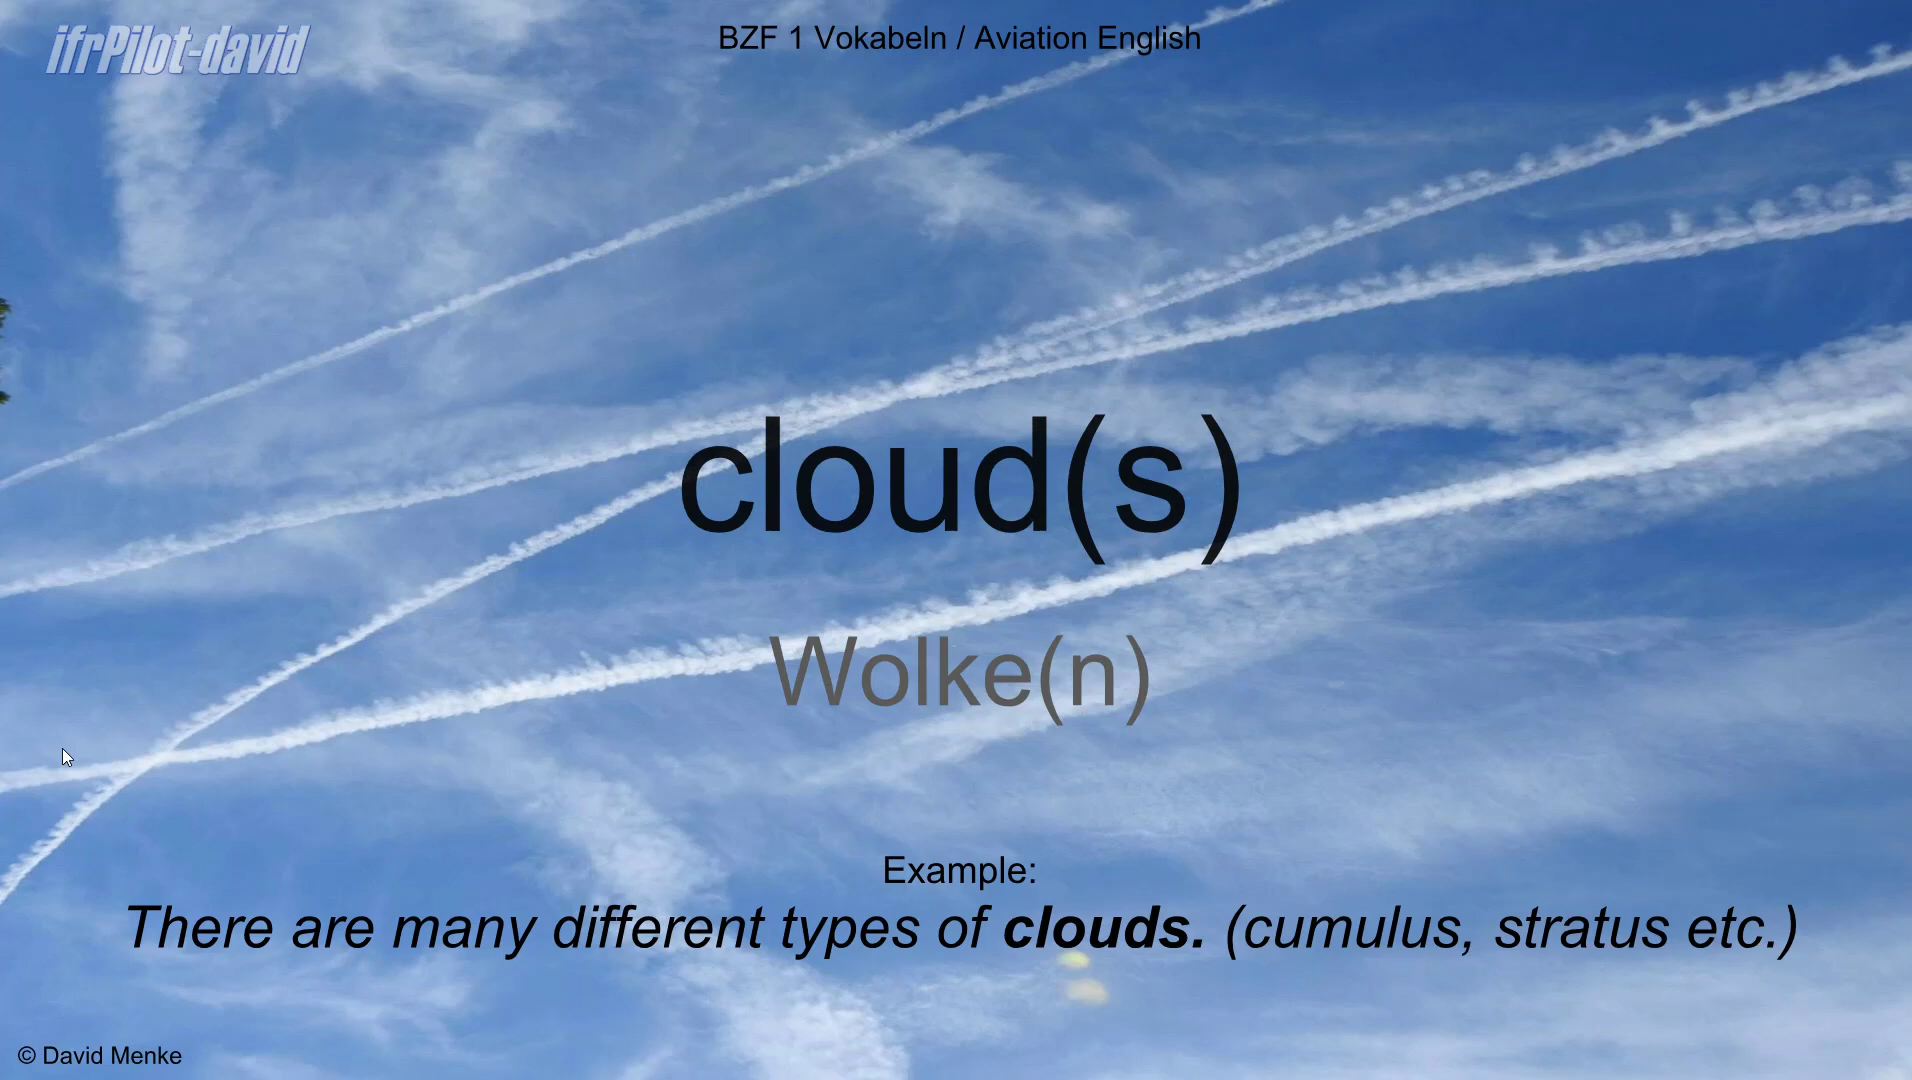 ifrPilot-david
BZF 1 Vokabeln / Aviation English
cloud(s)
Wolke(n)
Example:
There are many different types of clouds. (cumulus, stratus etc.)
© David Menke